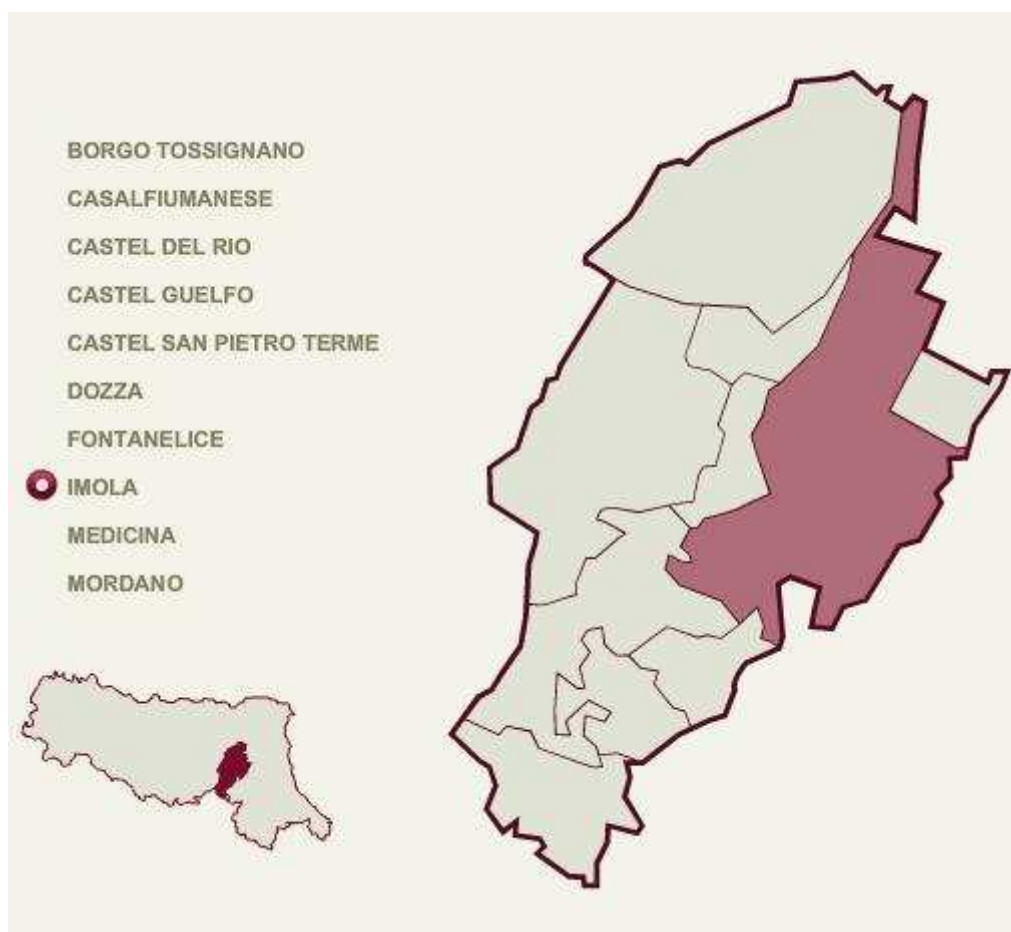 BORGO TOSSIGNANO
CASALFIUMANESE
CASTEL DEL RIO
CASTEL GUELFO
CASTEL SAN PIETRO TERME
DOZZA
FONTANELICE
IMOLA
MEDICINA
MORDANO